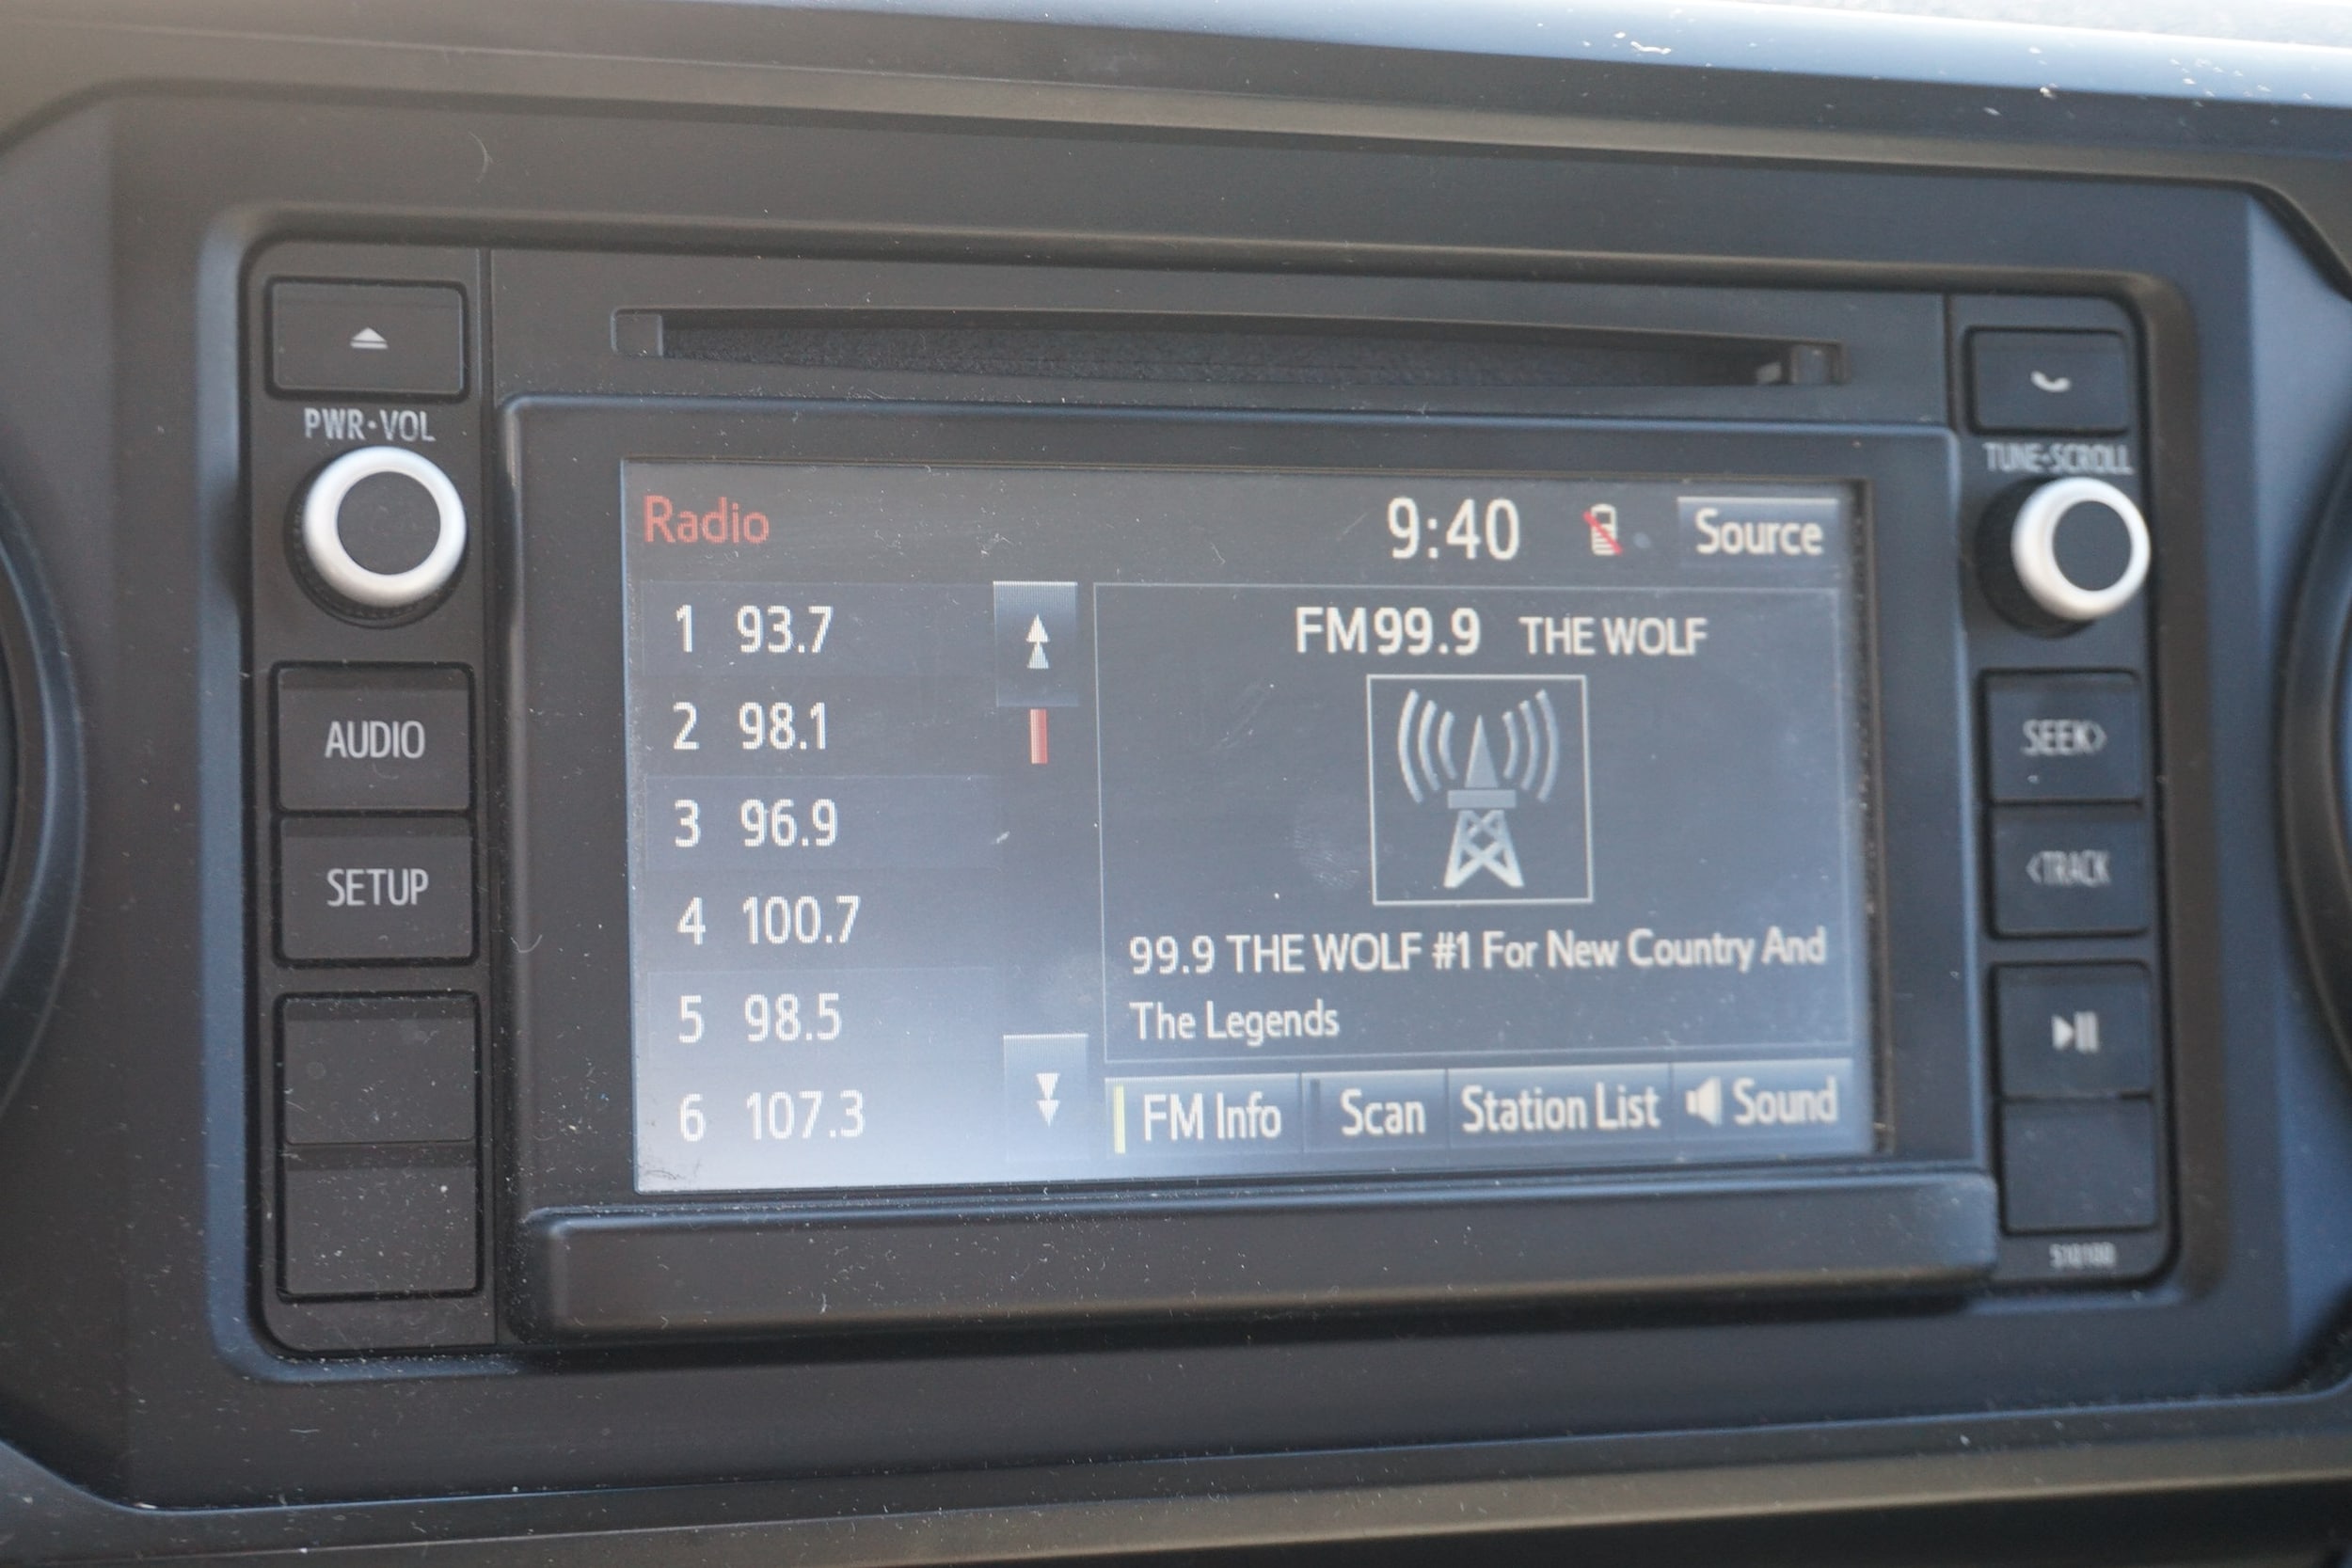 PWR•VOL
TUNE•SCROLL
Radio
9:40
Source
1 93.7
FM99.9 THE WOLF
2 98.1
AUDIO
SEEK>
3 96.9
<TRACK
SETUP
4 100.7
99.9 THE WOLF #1 For New Country And
The Legends
5 98.5
6 107.3
FM Info
Scan
Station List
Sound